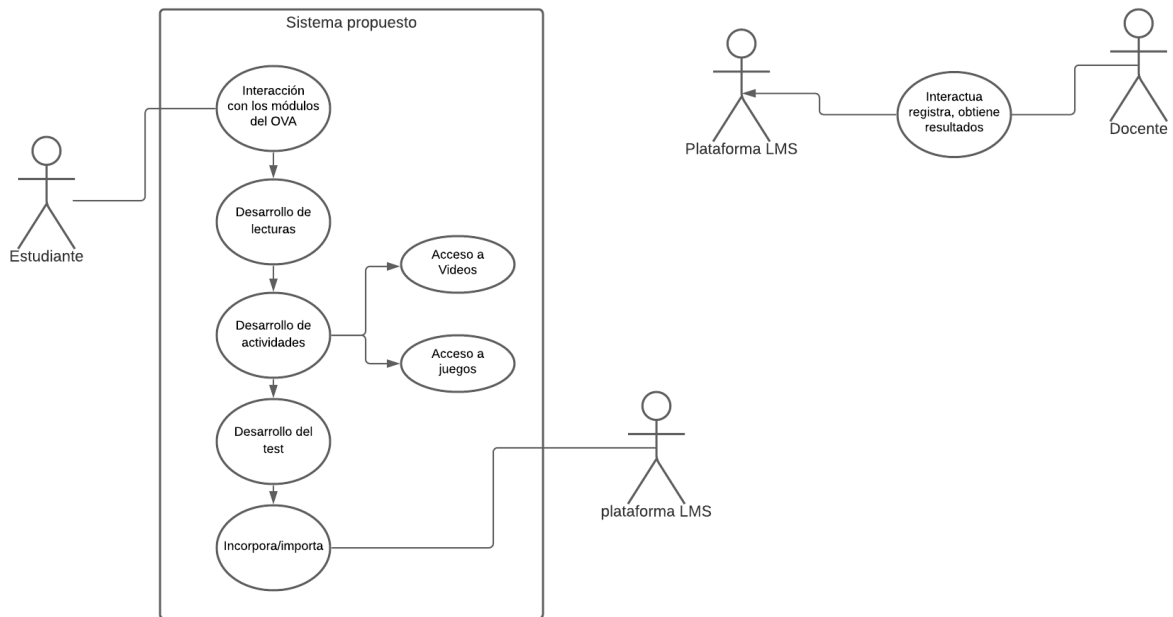 Sistema propuesto
Interacción
con los módulos
del OVA
Estudiante
Desarrollo de
lecturas
Desarrollo de
actividades
Acceso a
Videos
Acceso a
juegos
Desarrollo del
test
Incorpora/importa
plataforma LMS
Plataforma LMS
Interactua
registra, obtiene
resultados
Docente